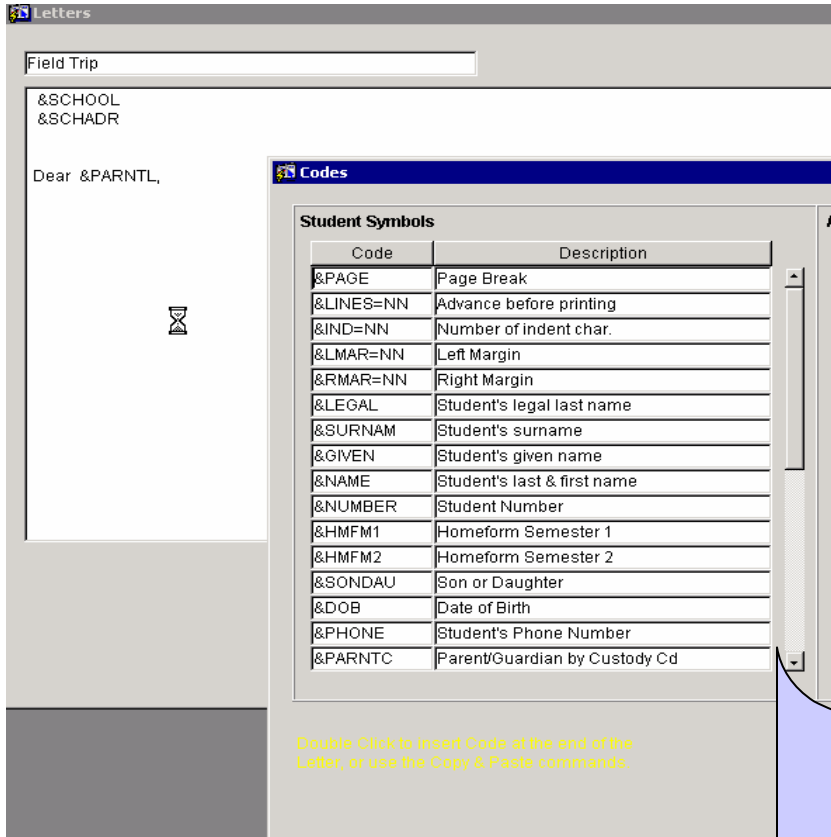 Letters
Field Trip
&SCHOOL
&SCHADR
Dear &PARNTL,
Codes
Student Symbols
Code Description
&PAGE Page Break
&LINES=NN Advance before printing
&IND=NN Number of indent char.
&LMAR=NN Left Margin
&RMAR=NN Right Margin
&LEGAL Student's legal last name
&SURNAM Student's surname
&GIVEN Student's given name
&NAME Student's last & first name
&NUMBER Student Number
&HMFM1 Homeform Semester 1
&HMFM2 Homeform Semester 2
&SONDAU Son or Daughter
&DOB Date of Birth
&PHONE Student's Phone Number
&PARNTC Parent/Guardian by Custody Cd
Double Click to insert Code at the end of the
Letter, or use the Copy & Paste commands.